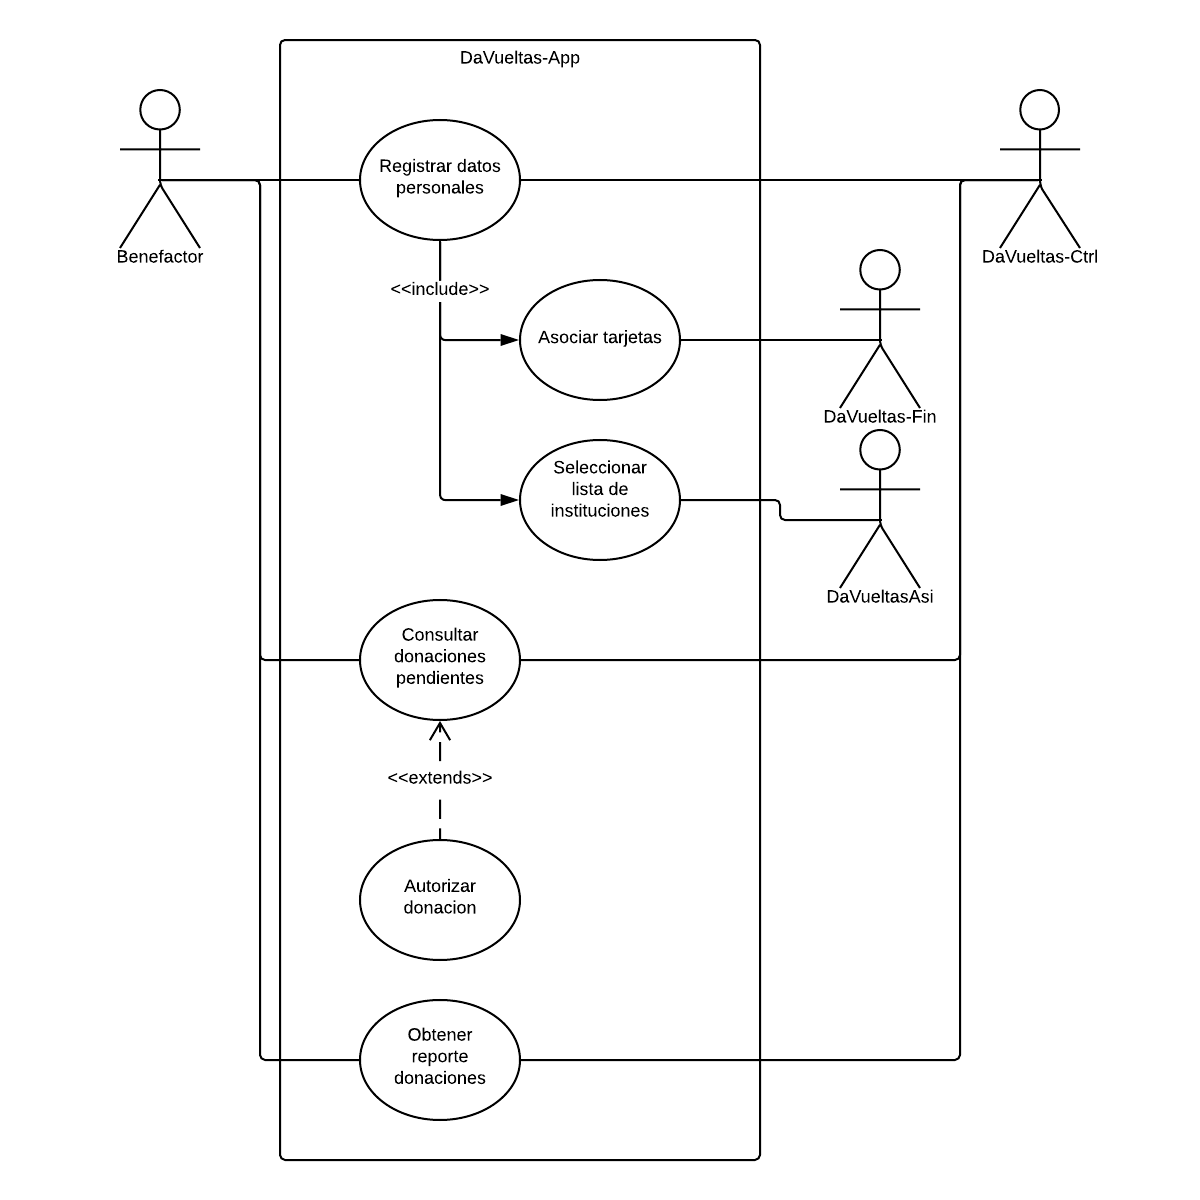 DaVueltas-App
Registrar datos
personales
Benefactor
DaVueltas-Ctrl
<<include>>
Asociar tarjetas
DaVueltas-Fin
Seleccionar
lista de
instituciones
DaVueltasAsi
Consultar
donaciones
pendientes
<<extends>>
Autorizar
donacion
Obtener
reporte
donaciones